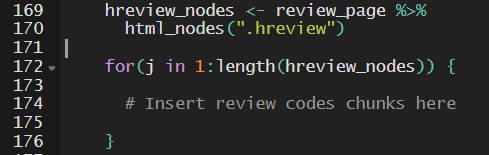 169 hreview_nodes <- review_page %>%
170 html_nodes(".hreview")
171
172 for(j in 1:length(hreview_nodes)) {
173
174 # Insert review codes chunks here
175
176 }